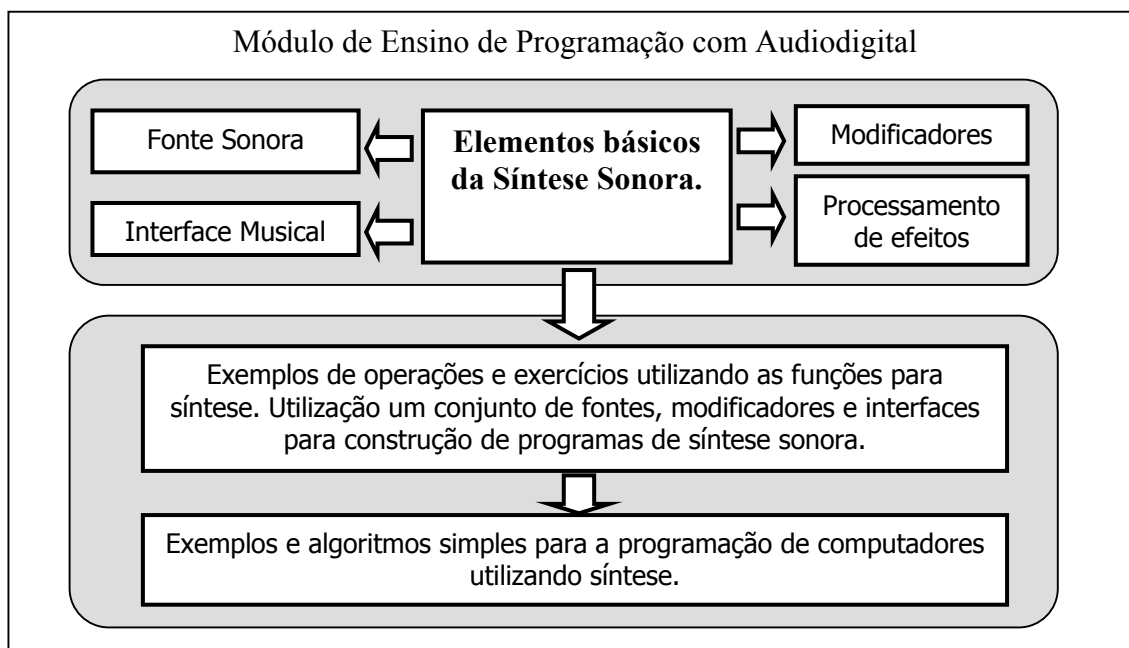 Módulo de Ensino de Programação com Audiodigital
Fonte Sonora
Interface Musical
Elementos básicos
da Síntese Sonora.
Modificadores
Processamento
de efeitos
Exemplos de operações e exercícios utilizando as funções para
síntese. Utilização um conjunto de fontes, modificadores e interfaces
para construção de programas de síntese sonora.
Exemplos e algoritmos simples para a programação de computadores
utilizando síntese.